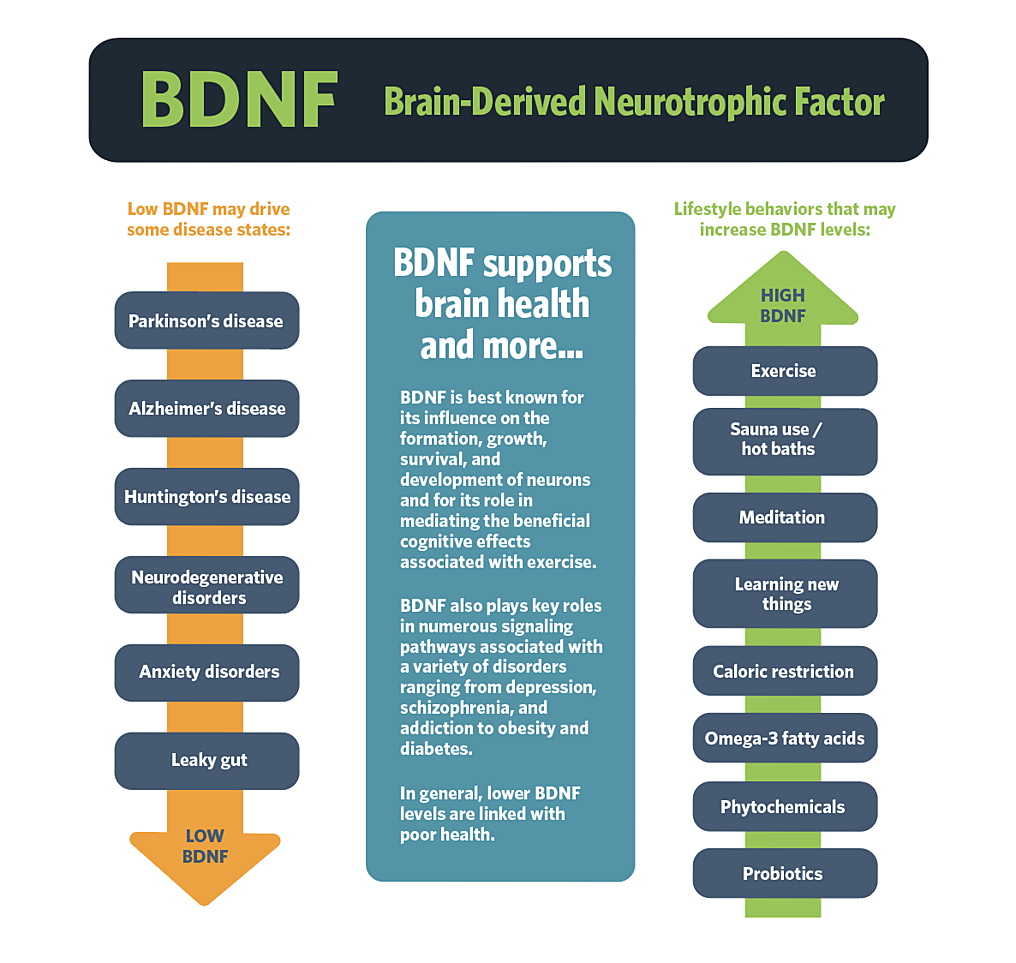 BDNF Brain-Derived Neurotrophic Factor
Low BDNF may drive
some disease states:
Parkinson's disease
Alzheimer's disease
Huntington's disease
Neurodegenerative
disorders
Anxiety disorders
Leaky gut
LOW
BDNF
BDNF supports
brain health
and more...
BDNF is best known for
its influence on the
formation, growth,
survival, and
development of neurons
and for its role in
mediating the beneficial
cognitive effects
associated with exercise.
BDNF also plays key roles
in numerous signaling
pathways associated with
a variety of disorders
ranging from depression,
schizophrenia, and
addiction to obesity and
diabetes.
In general, lower BDNF
levels are linked with
poor health.
Lifestyle behaviors that may
increase BDNF levels:
HIGH
BDNF
Exercise
Sauna use /
hot baths
Meditation
Learning new
things
Caloric restriction
Omega-3 fatty acids
Phytochemicals
Probiotics